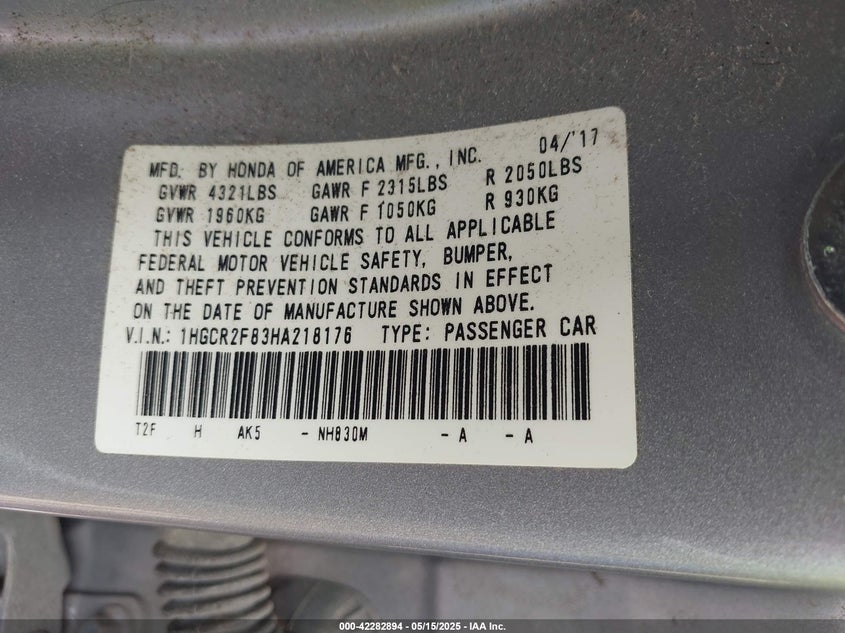 MFD. BY HONDA OF AMERICA MFG., INC. 04/'17
GVWR 4321LBS GAWR F 2315LBS R 2050LBS
GVWR 1960KG GAWR F 1050KG R 930KG
THIS VEHICLE CONFORMS TO ALL APPLICABLE
FEDERAL MOTOR VEHICLE SAFETY, BUMPER,
AND THEFT PREVENTION STANDARDS IN EFFECT
ON THE DATE OF MANUFACTURE SHOWN ABOVE.
V.I.N.: 1HGCR2F83HA218176 TYPE: PASSENGER CAR
T2F H AK5 - NH830M - A - A
000-42282894 - 05/15/2025 - IAA Inc.